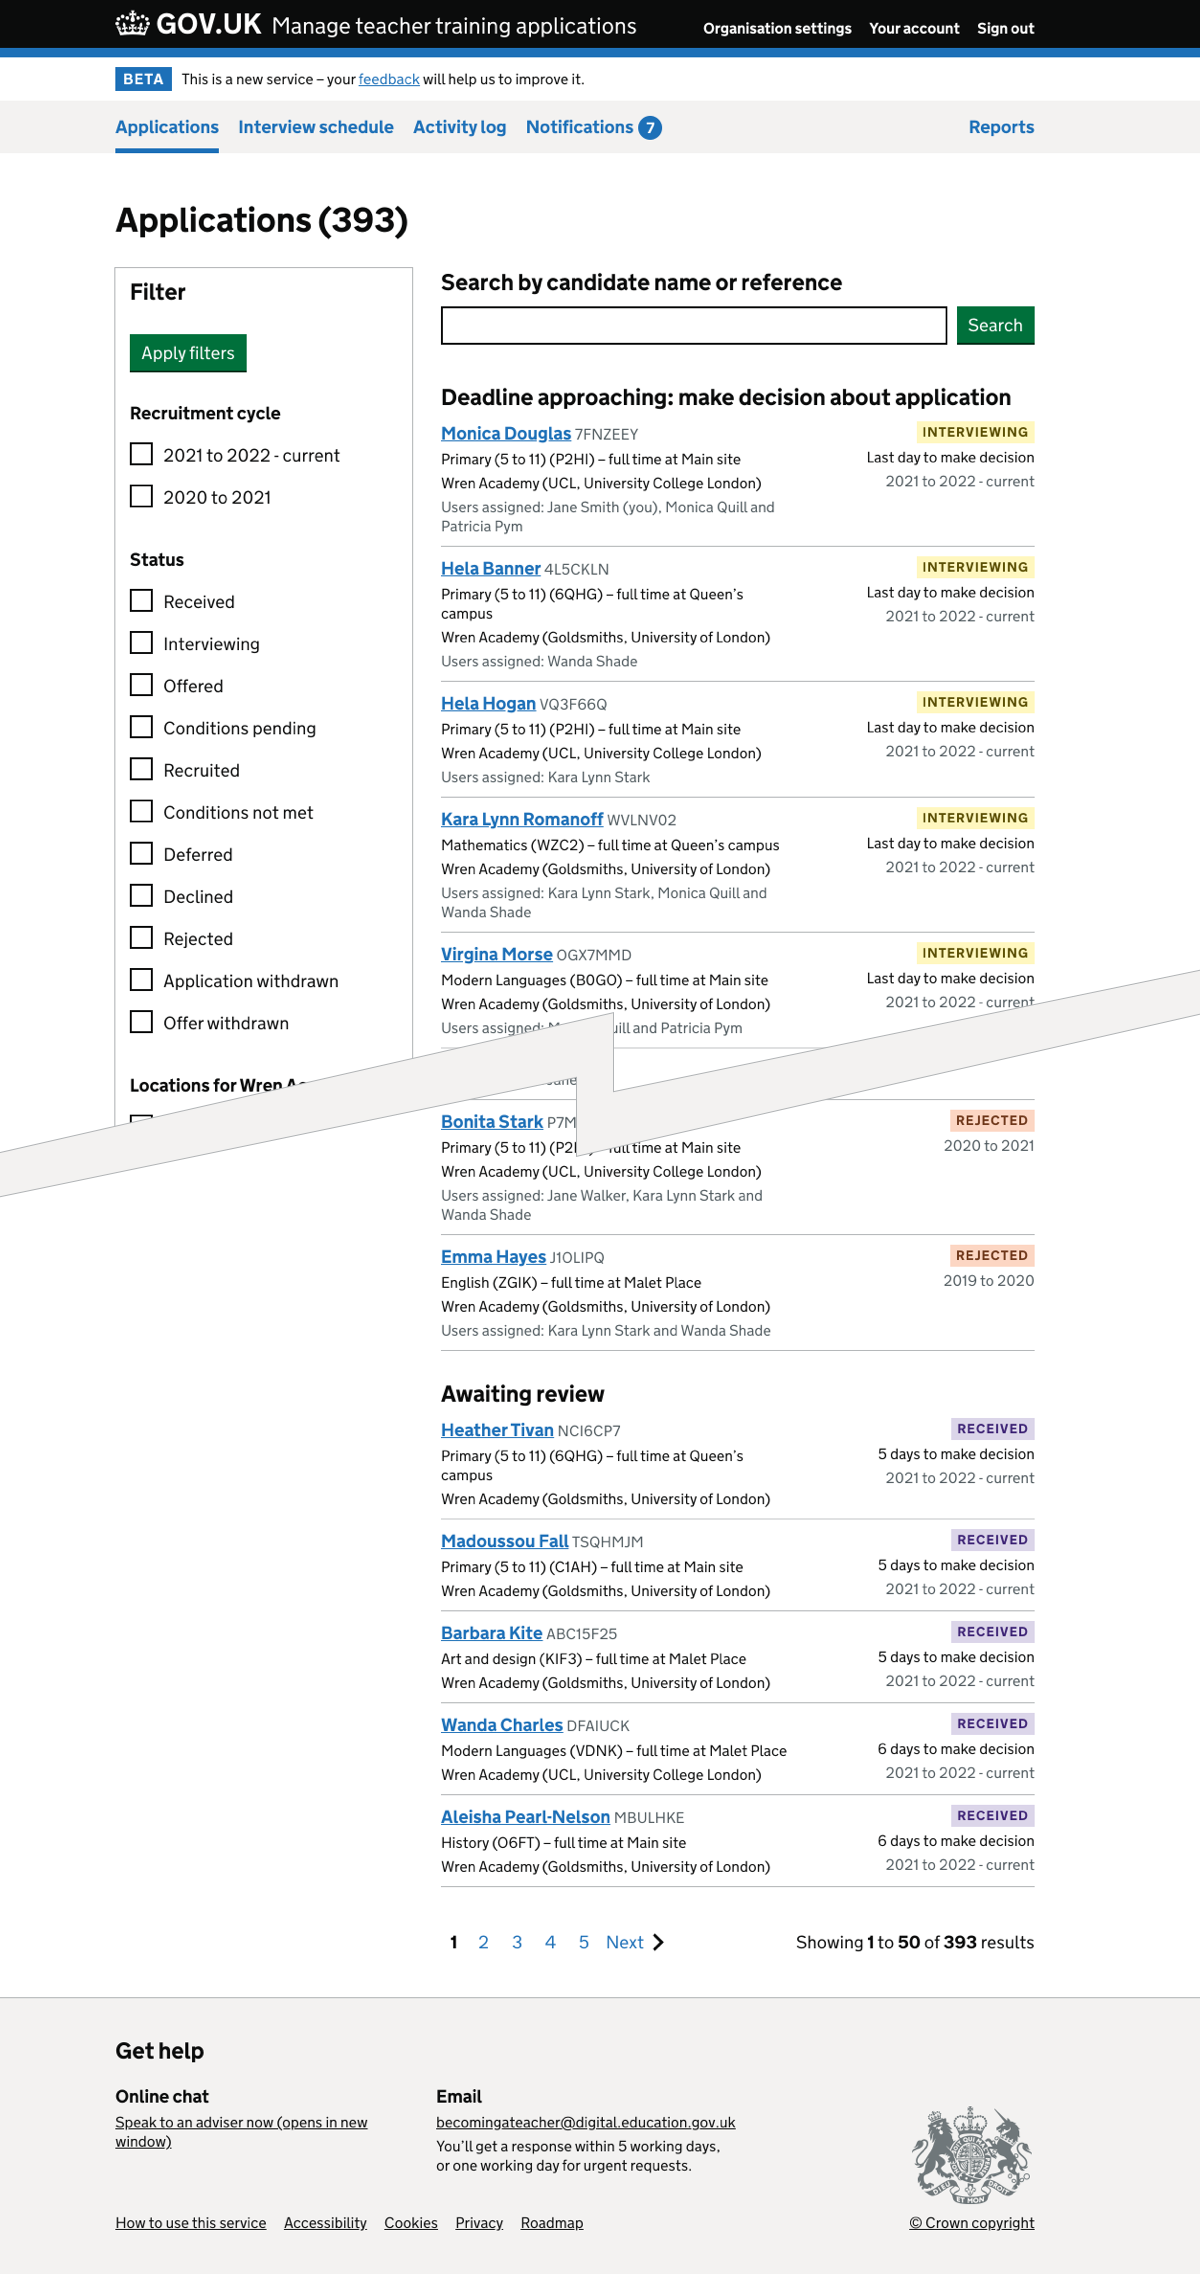 GOV.UK Manage teacher training applications
Organisation settings Your account Sign out
BETA This is a new service – your feedback will help us to improve it.
Applications Interview schedule Activity log Notifications 7 Reports
Applications (393)
Filter
Apply filters
Recruitment cycle
2021 to 2022 - current
2020 to 2021
Status
Received
Interviewing
Offered
Conditions pending
Recruited
Conditions not met
Deferred
Declined
Rejected
Application withdrawn
Offer withdrawn
Locations for Wren
Search by candidate name or reference
Search
Deadline approaching: make decision about application
Monica Douglas 7FNZEEY
INTERVIEWING
Primary (5 to 11) (P2HI) – full time at Main site
Last day to make decision
Wren Academy (UCL, University College London)
2021 to 2022 - current
Users assigned: Jane Smith (you), Monica Quill and
Patricia Pym
Hela Banner 4L5CKLN
INTERVIEWING
Primary (5 to 11) (6QHG) – full time at Queen’s
campus
Last day to make decision
Wren Academy (Goldsmiths, University of London)
2021 to 2022 - current
Users assigned: Wanda Shade
Hela Hogan VQ3F66Q
INTERVIEWING
Primary (5 to 11) (P2HI) – full time at Main site
Last day to make decision
Wren Academy (UCL, University College London)
2021 to 2022 - current
Users assigned: Kara Lynn Stark
Kara Lynn Romanoff WVLNV02
INTERVIEWING
Mathematics (WZC2) – full time at Queen’s campus
Last day to make decision
Wren Academy (Goldsmiths, University of London)
2021 to 2022 - current
Users assigned: Kara Lynn Stark, Monica Quill and
Wanda Shade
Virgina Morse OGX7MMD
INTERVIEWING
Modern Languages (B0GO) – full time at Main site
Last day to make decision
Wren Academy (Goldsmiths, University of London)
2021 to 2022 - current
Users assigned: and Patricia Pym
Bonita Stark P7M
REJECTED
Primary (5 to 11) full time at Main site
2020 to 2021
Wren Academy (UCL, University College London)
Users assigned: Jane Walker, Kara Lynn Stark and
Wanda Shade
Emma Hayes J1OLIPQ
REJECTED
English (ZGIK) – full time at Malet Place
2019 to 2020
Wren Academy (Goldsmiths, University of London)
Users assigned: Kara Lynn Stark and Wanda Shade
Awaiting review
Heather Tivan NCI6CP7
RECEIVED
Primary (5 to 11) (6QHG) – full time at Queen’s
campus
5 days to make decision
Wren Academy (Goldsmiths, University of London)
2021 to 2022 - current
Madoussou Fall TSQHMJM
RECEIVED
Primary (5 to 11) (C1AH) – full time at Main site
5 days to make decision
Wren Academy (Goldsmiths, University of London)
2021 to 2022 - current
Barbara Kite ABC15F25
RECEIVED
Art and design (KIF3) – full time at Malet Place
5 days to make decision
Wren Academy (Goldsmiths, University of London)
2021 to 2022 - current
Wanda Charles DFAIUCK
RECEIVED
Modern Languages (VDNK) – full time at Malet Place
6 days to make decision
Wren Academy (UCL, University College London)
2021 to 2022 - current
Aleisha Pearl-Nelson MBULHKE
RECEIVED
History (O6FT) – full time at Main site
6 days to make decision
Wren Academy (Goldsmiths, University of London)
2021 to 2022 - current
1 2 3 4 5 Next
Showing 1 to 50 of 393 results
Get help
Online chat
Speak to an adviser now (opens in new
window)
Email
becomingateacher@digital.education.gov.uk
You’ll get a response within 5 working days,
or one working day for urgent requests.
DIEU ET MON DROIT
How to use this service Accessibility Cookies Privacy Roadmap
© Crown copyright